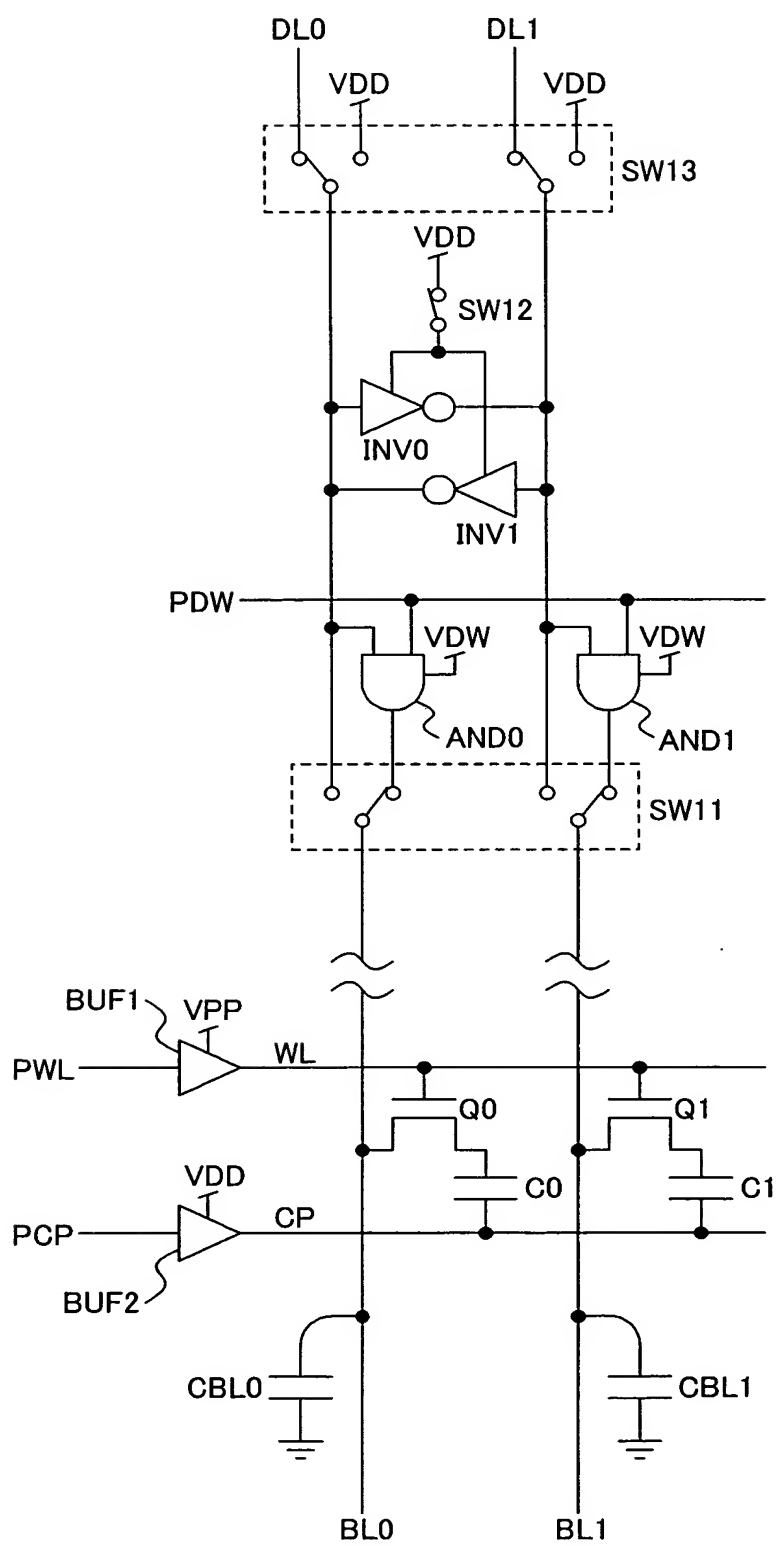 DL0 DL1
VDD VDD
SW13
VDD
SW12
INV0
INV1
PDW
VDW VDW
AND0 AND1
SW11
BUF1
VPP
PWL WL
Q0 Q1
C0 C1
VDD
PCP CP
BUF2
CBL0 CBL1
BL0 BL1